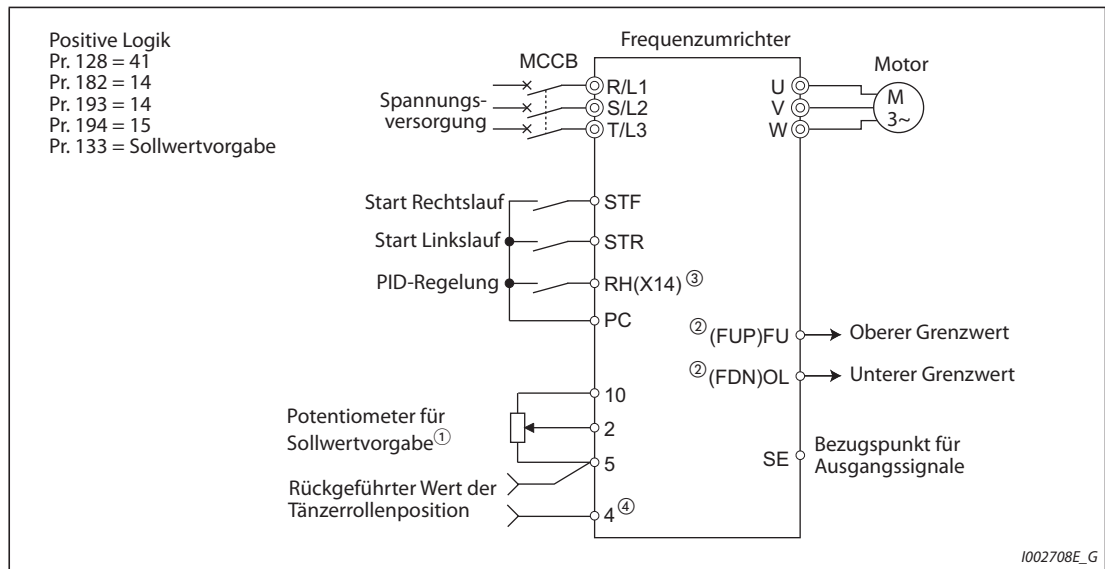 Positive Logik
Pr. 128 = 41
Pr. 182 = 14
Pr. 193 = 14
Pr. 194 = 15
Pr. 133 = Sollwertvorgabe
Frequenzumrichter
MCCB
Motor
Spannungs-
versorgung
R/L1
S/L2
T/L3
U
V
W
M
3~
Start Rechtslauf
STF
Start Linkslauf
STR
PID-Regelung
RH(X14) ③
PC
② (FUP)FU
Oberer Grenzwert
② (FDN)OL
Unterer Grenzwert
10
Potentiometer für
Sollwertvorgabe ①
2
5
SE
Bezugspunkt für
Ausgangssignale
Rückgeführter Wert der
Tänzerrollenposition
4 ④
I002708E_G